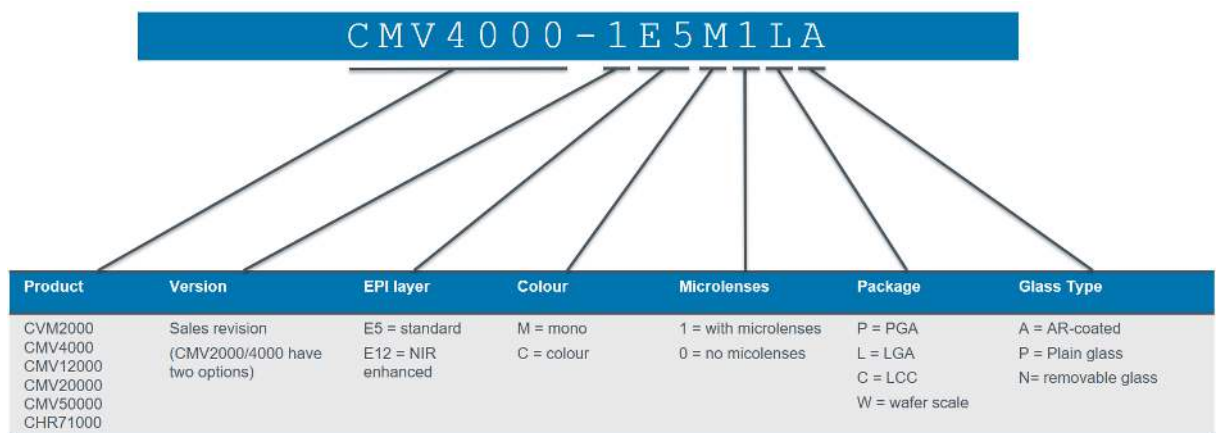 CMV4000-1E5M1LA
Product Version EPI layer Colour Microlenses Package Glass Type
CVM2000
CMV4000
CMV12000
CMV20000
CMV50000
CHR71000
Sales revision
(CMV2000/4000 have
two options)
E5 = standard
E12 = NIR
enhanced
M = mono
C = colour
1 = with microlenses
0 = no micolenses
P = PGA
L = LGA
C = LCC
W = wafer scale
A = AR-coated
P = Plain glass
N= removable glass